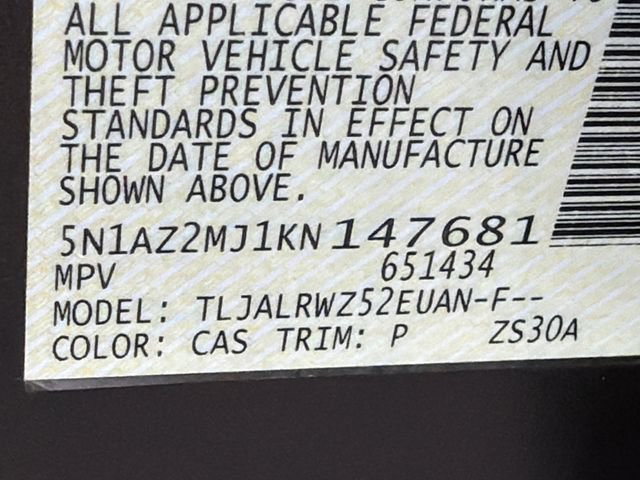 ALL APPLICABLE FEDERAL
MOTOR VEHICLE SAFETY AND
THEFT PREVENTION
STANDARDS IN EFFECT ON
THE DATE OF MANUFACTURE
SHOWN ABOVE.
5N1AZ2MJ1KN147681
MPV 651434
MODEL: TLJALRWZ52EUAN-F--
COLOR: CAS TRIM: P ZS30A